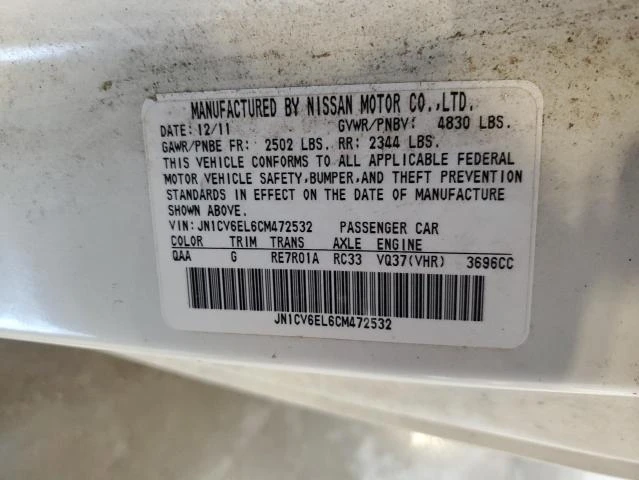 MANUFACTURED BY NISSAN MOTOR CO.,LTD.
DATE: 12/11 GVWR/PNBV: 4830 LBS.
GAWR/PNBE FR: 2502 LBS. RR: 2344 LBS.
THIS VEHICLE CONFORMS TO ALL APPLICABLE FEDERAL
MOTOR VEHICLE SAFETY,BUMPER,AND THEFT PREVENTION
STANDARDS IN EFFECT ON THE DATE OF MANUFACTURE
SHOWN ABOVE.
VIN:JN1CV6EL6CM472532 PASSENGER CAR
COLOR TRIM TRANS AXLE ENGINE
QAA G RE7R01A RC33 VQ37(VHR) 3696CC
JN1CV6EL6CM472532